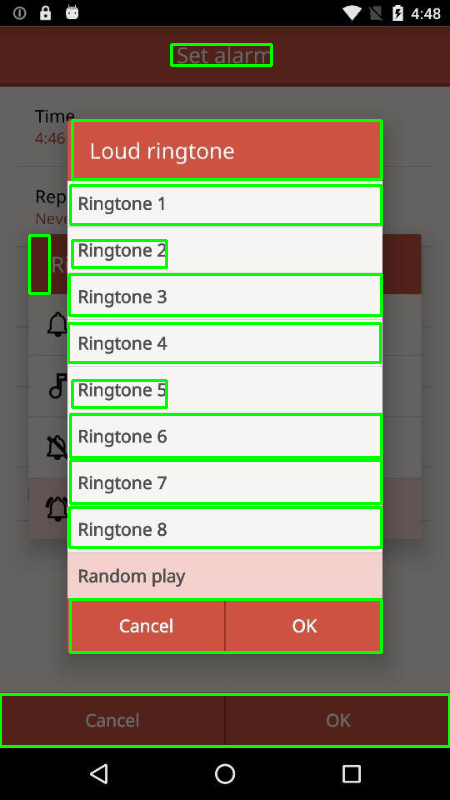 4:48
Set alarm
Time
4:46
Loud ringtone
Rep
Neve
Ringtone 1
Ringtone 2
Ri
Ringtone 3
Ringtone 4
Ringtone 5
Ringtone 6
Ringtone 7
Ringtone 8
Random play
Cancel OK
Cancel OK